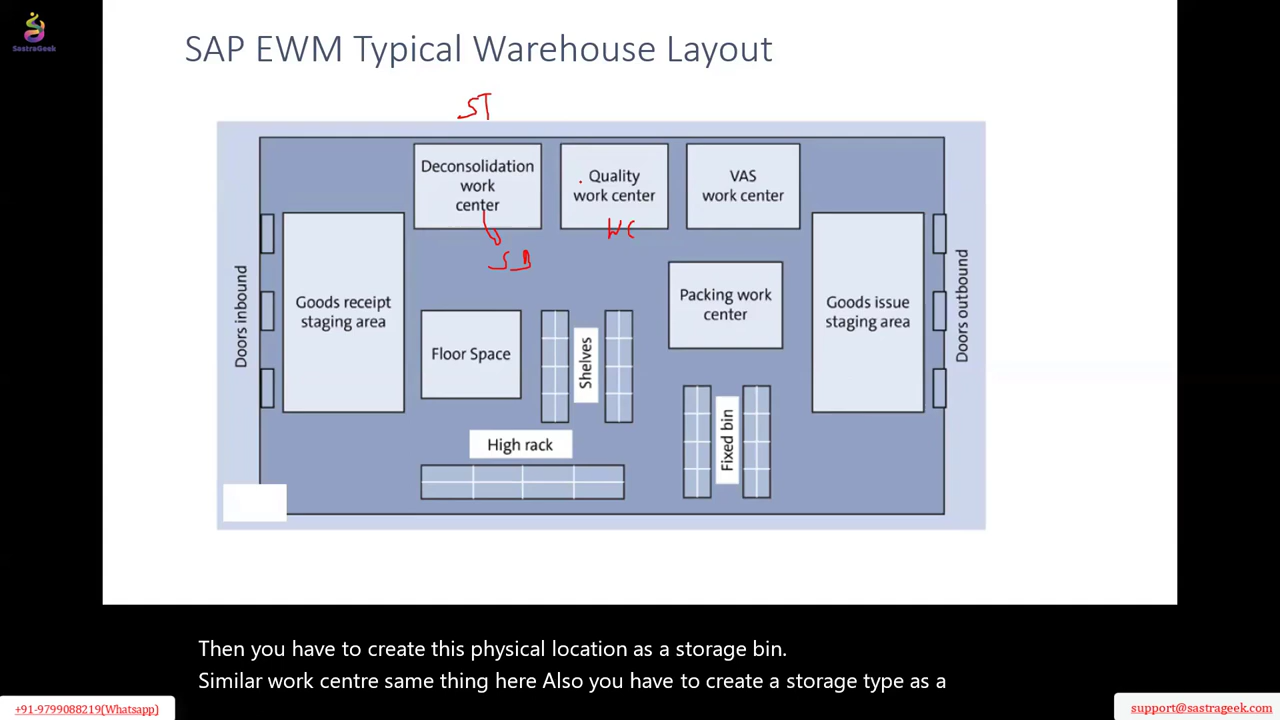 SastraGeek
SAP EWM Typical Warehouse Layout
ST
Deconsolidation
work
center
Quality
work center
VAS
work center
WC
SB
Doors inbound
Goods receipt
staging area
Floor Space
Shelves
Packing work
center
Goods issue
staging area
Doors outbound
High rack
Fixed bin
Then you have to create this physical location as a storage bin.
Similar work centre same thing here Also you have to create a storage type as a
+91-9799088219(Whatsapp)
support@sastrageek.com